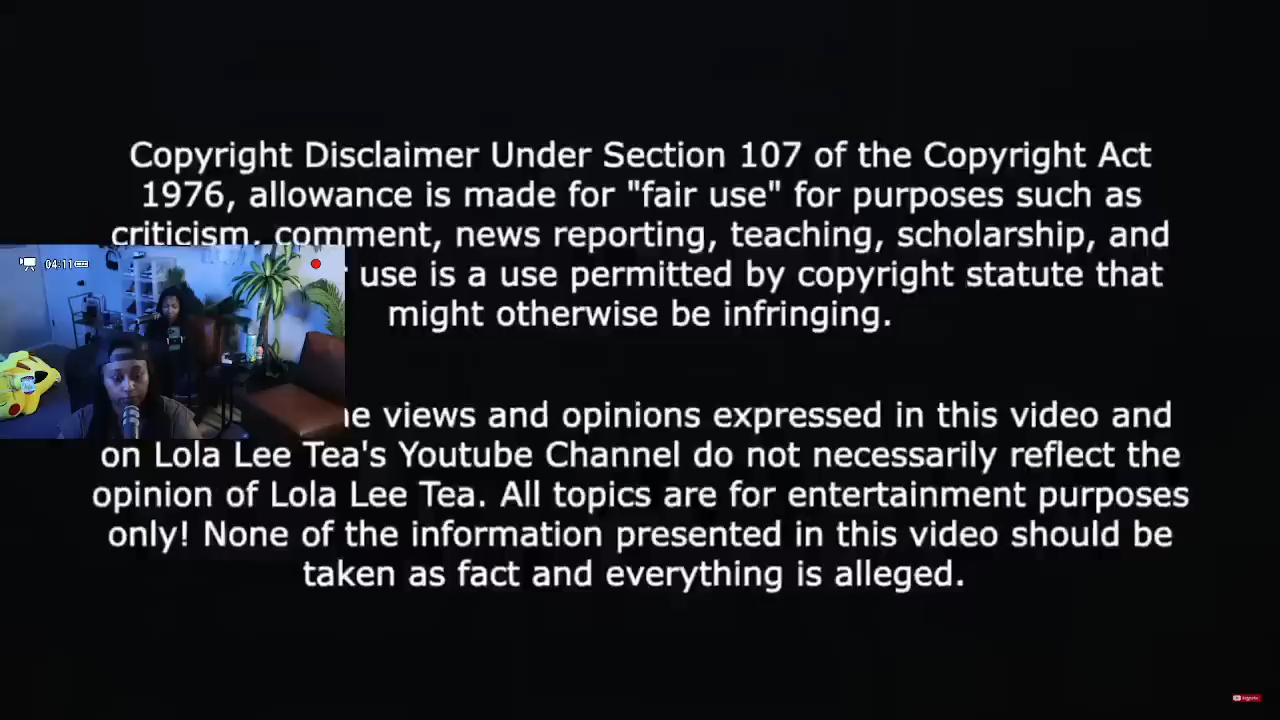 Copyright Disclaimer Under Section 107 of the Copyright Act
1976, allowance is made for "fair use" for purposes such as
criticism, comment, news reporting, teaching, scholarship, and
use is a use permitted by copyright statute that
might otherwise be infringing.
04:11
views and opinions expressed in this video and
on Lola Lee Tea's Youtube Channel do not necessarily reflect the
opinion of Lola Lee Tea. All topics are for entertainment purposes
only! None of the information presented in this video should be
taken as fact and everything is alleged.